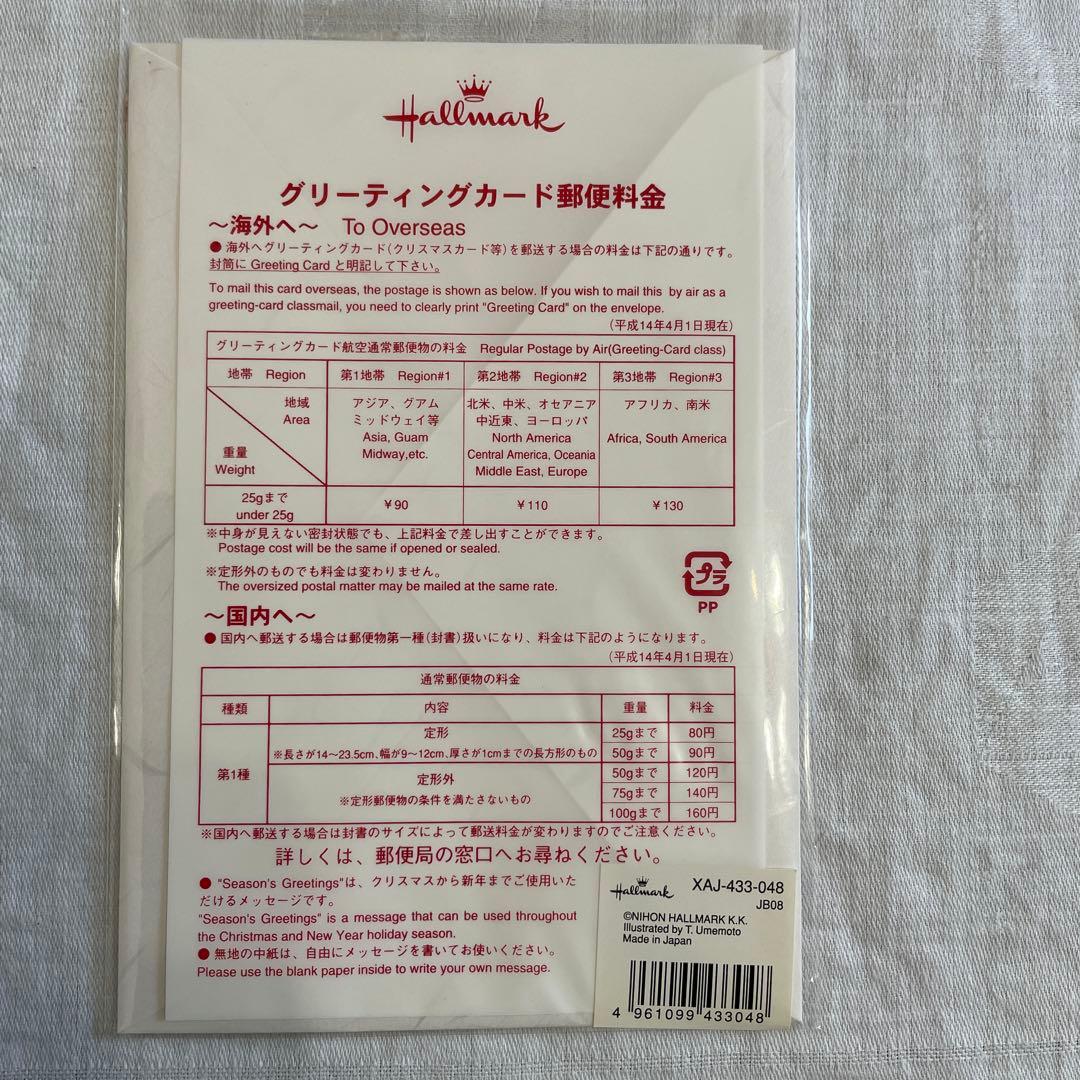 Hallmark
グリーティングカード郵便料金
〜海外へ〜 To Overseas
● 海外へグリーティングカード(クリスマスカード等)を郵送する場合の料金は下記の通りです。
封筒に Greeting Card と明記して下さい。
To mail this card overseas, the postage is shown as below. If you wish to mail this by air as a
greeting-card classmail, you need to clearly print "Greeting Card" on the envelope.
(平成14年4月1日現在)
グリーティングカード航空通常郵便物の料金 Regular Postage by Air(Greeting-Card class)
地帯 Region 第1地帯 Region#1 第2地帯 Region#2 第3地帯 Region#3
地域
Area
重量
Weight
アジア、グアム
ミッドウェイ等
Asia, Guam
Midway,etc.
北米、中米、オセアニア
中近東、ヨーロッパ
North America
Central America, Oceania
Middle East, Europe
アフリカ、南米
Africa, South America
25gまで
under 25g
¥90 ¥110 ¥130
※中身が見えない密封状態でも、上記料金で差し出すことができます。
Postage cost will be the same if opened or sealed.
※定形外のものでも料金は変わりません。
The oversized postal matter may be mailed at the same rate.
プラ
PP
〜国内へ〜
● 国内へ郵送する場合は郵便物第一種(封書)扱いになり、料金は下記のようになります。
(平成14年4月1日現在)
通常郵便物の料金
種類 内容 重量 料金
第1種
定形
※長さが14〜23.5cm、幅が9〜12cm、厚さが1cmまでの長方形のもの
25gまで 80円
50gまで 90円
定形外
※定形郵便物の条件を満たさないもの
50gまで 120円
75gまで 140円
100gまで 160円
※国内へ郵送する場合は封書のサイズによって郵送料金が変わりますのでご注意ください。
詳しくは、郵便局の窓口へお尋ねください。
● "Season's Greetings"は、クリスマスから新年までご使用いた
だけるメッセージです。
"Season's Greetings" is a message that can be used throughout
the Christmas and New Year holiday season.
● 無地の中紙は、自由にメッセージを書いてお使いください。
Please use the blank paper inside to write your own message.
Hallmark XAJ-433-048
JB08
©NIHON HALLMARK K.K.
Illustrated by T. Umemoto
Made in Japan
4 961099 433048